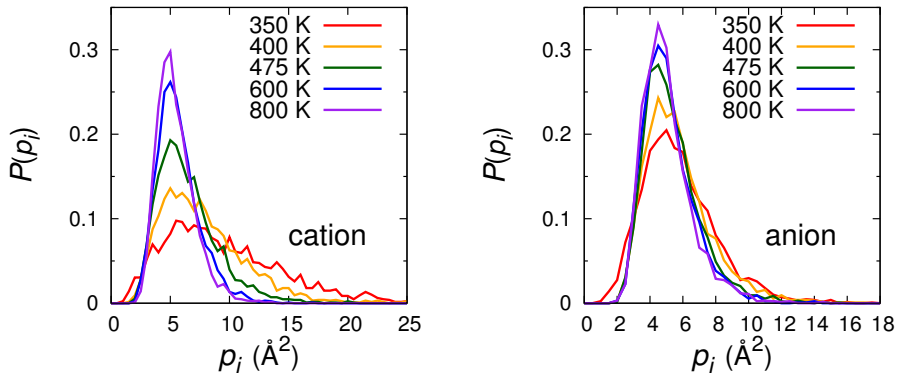 P(pᵢ)
0.3
0.2
0.1
0
350 K
400 K
475 K
600 K
800 K
cation
0 5 10 15 20 25
pᵢ (Å²)
P(pᵢ)
0.3
0.2
0.1
0
350 K
400 K
475 K
600 K
800 K
anion
0 2 4 6 8 10 12 14 16 18
pᵢ (Å²)